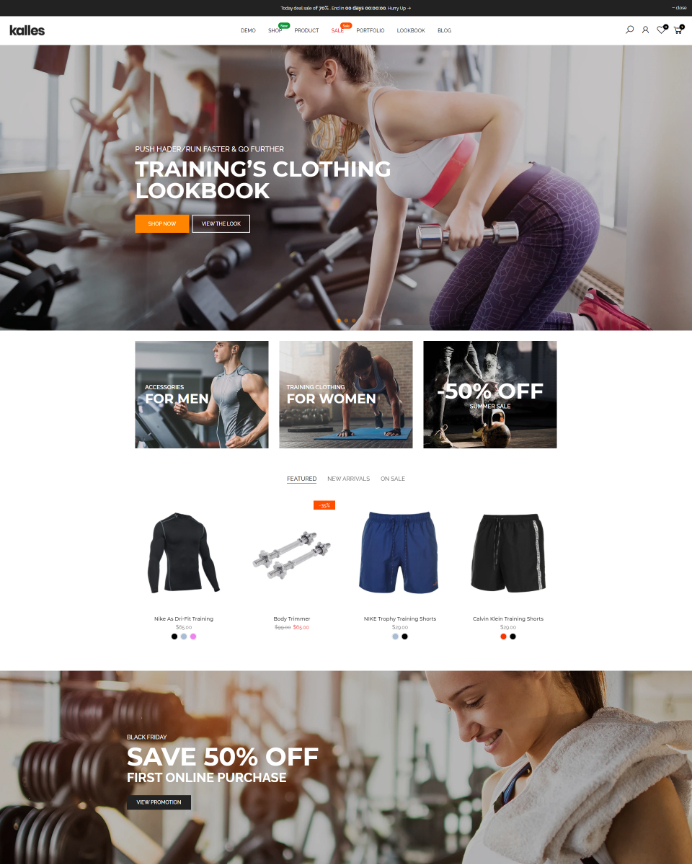 Today deal sale of 70%. End in 00 days 00:00:00. Hurry Up →
close
kalles
DEMO
SHOP
New
PRODUCT
SALE
Sale
PORTFOLIO
LOOKBOOK
BLOG
PUSH HADER/RUN FASTER & GO FURTHER
TRAINING'S CLOTHING
LOOKBOOK
SHOP NOW
VIEW THE LOOK
ACCESSORIES
FOR MEN
TRAINING CLOTHING
FOR WOMEN
-50% OFF
SUMMER SALE
FEATURED
NEW ARRIVALS
ON SALE
Nike As Dri-Fit Training
$65.00
Body Trimmer
$65.00
NIKE Trophy Training Shorts
$29.00
Calvin Klein Training Shorts
$29.00
BLACK FRIDAY
SAVE 50% OFF
FIRST ONLINE PURCHASE
VIEW PROMOTION